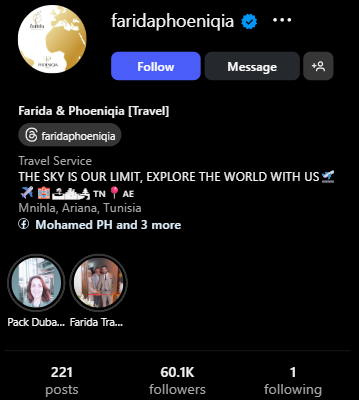 faridaphoeniqia
farida
PHOENIQIA
Follow
Message
Farida & Phoeniqia [Travel]
faridaphoeniqia
Travel Service
THE SKY IS OUR LIMIT, EXPLORE THE WORLD WITH US🛫
✈️ 🏨 🏝🏔 TN 📍 AE
Mnihla, Ariana, Tunisia
Mohamed PH and 3 more
Pack Duba... Farida Tra...
221 60.1K 1
posts followers following